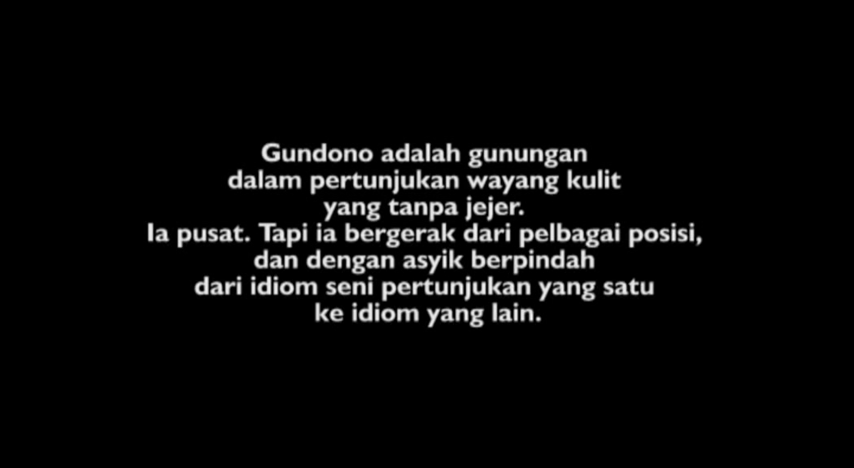 Gundono adalah gunungan
dalam pertunjukan wayang kulit
yang tanpa jejer.
Ia pusat. Tapi ia bergerak dari pelbagai posisi,
dan dengan asyik berpindah
dari idiom seni pertunjukan yang satu
ke idiom yang lain.